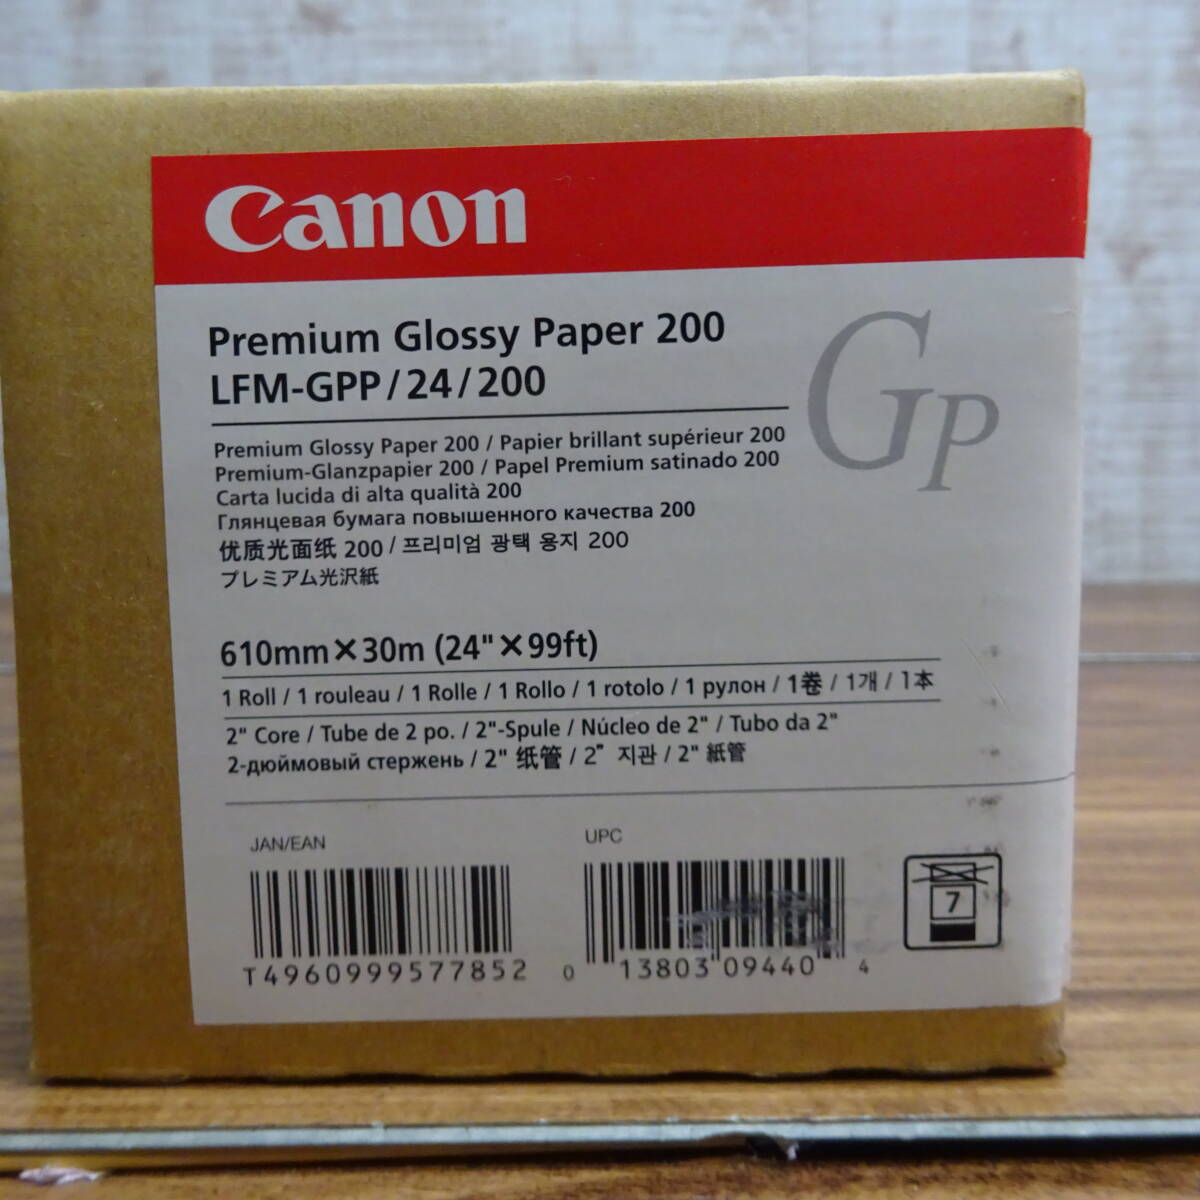 Canon
Premium Glossy Paper 200
LFM-GPP/24/200
GP
Premium Glossy Paper 200 / Papier brillant supérieur 200
Premium-Glanzpapier 200 / Papel Premium satinado 200
Carta lucida di alta qualità 200
Глянцевая бумага повышенного качества 200
优质光面纸 200 / 프리미엄 광택 용지 200
プレミアム光沢紙
610mm×30m (24"×99ft)
1 Roll / 1 rouleau / 1 Rolle / 1 Rollo / 1 rotolo / 1 рулон / 1卷 / 1개 / 1本
2" Core / Tube de 2 po. / 2"-Spule / Núcleo de 2" / Tubo da 2"
2-дюймовый стержень / 2" 纸管 / 2" 지관 / 2" 紙管
JAN/EAN
UPC
7
T4960999577852
0 13803 09440 4